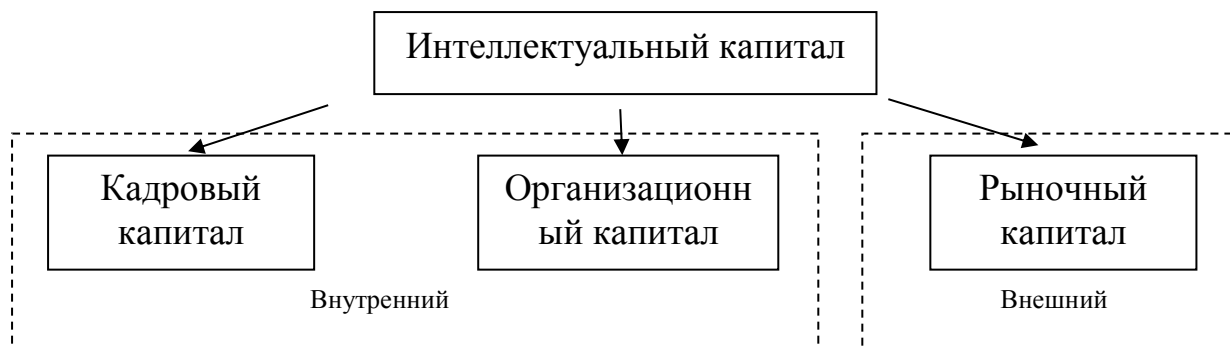 Интеллектуальный капитал
Кадровый
капитал
Организационн
ый капитал
Рыночный
капитал
Внутренний
Внешний